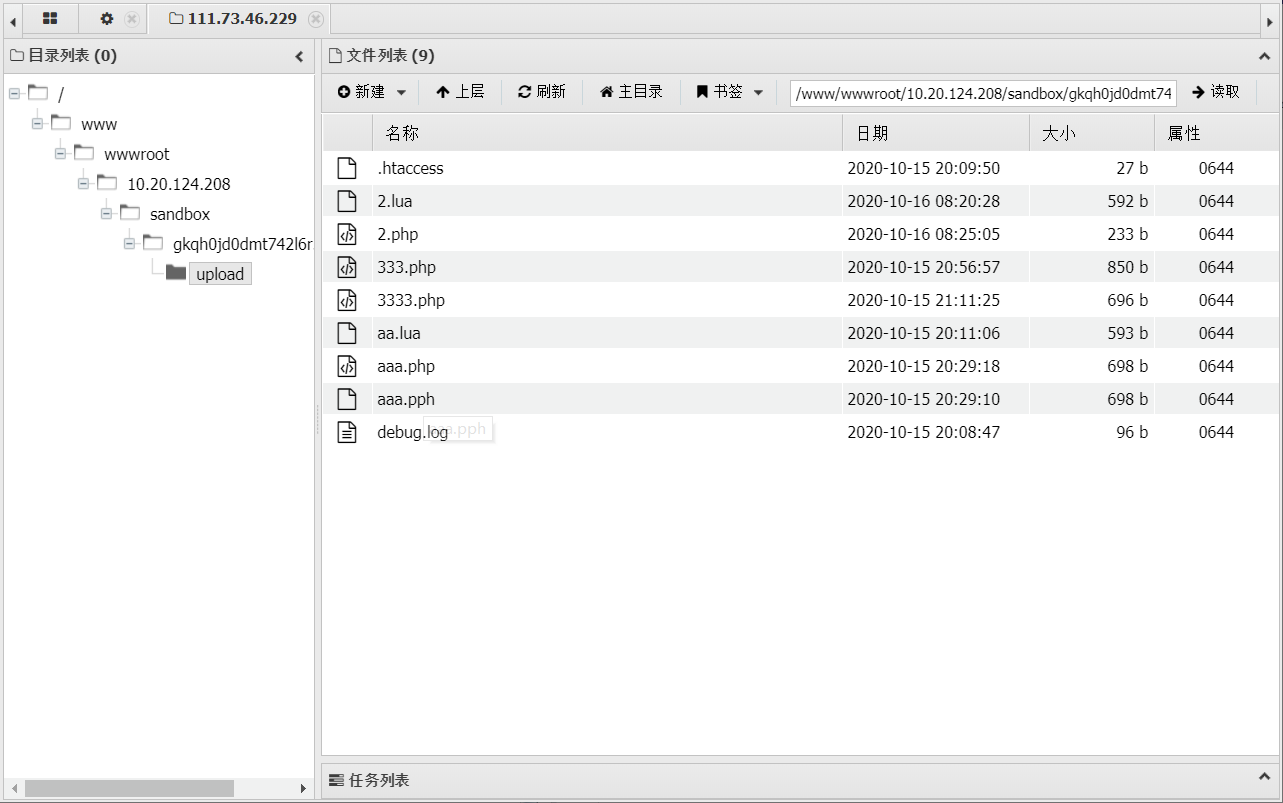 111.73.46.229
目录列表 (0)
/
www
wwwroot
10.20.124.208
sandbox
gkqh0jd0dmt742l6r
upload
文件列表 (9)
新建 上层 刷新 主目录 书签 /www/wwwroot/10.20.124.208/sandbox/gkqh0jd0dmt74 读取
名称 日期 大小 属性
.htaccess 2020-10-15 20:09:50 27 b 0644
2.lua 2020-10-16 08:20:28 592 b 0644
2.php 2020-10-16 08:25:05 233 b 0644
333.php 2020-10-15 20:56:57 850 b 0644
3333.php 2020-10-15 21:11:25 696 b 0644
aa.lua 2020-10-15 20:11:06 593 b 0644
aaa.php 2020-10-15 20:29:18 698 b 0644
aaa.pph 2020-10-15 20:29:10 698 b 0644
debug.log 2020-10-15 20:08:47 96 b 0644
任务列表